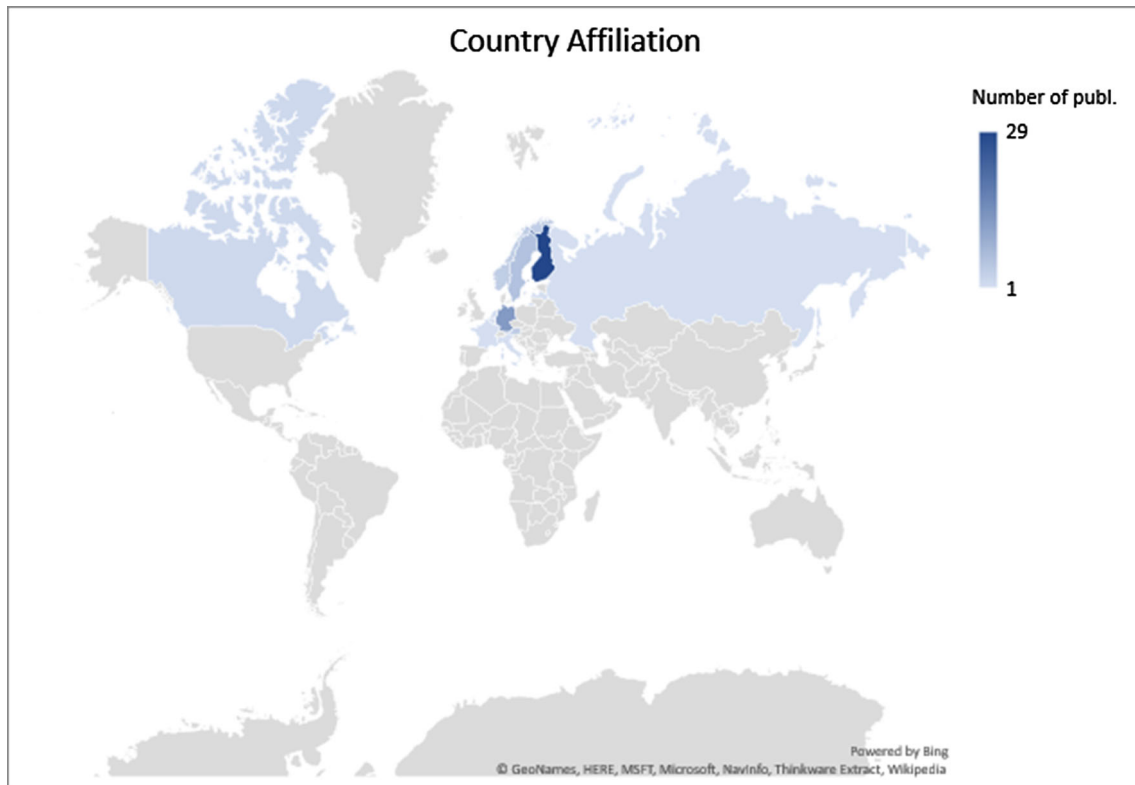 Country Affiliation
Number of publ.
29
1
Powered by Bing
© GeoNames, HERE, MSFT, Microsoft, NavInfo, Thinkware Extract, Wikipedia